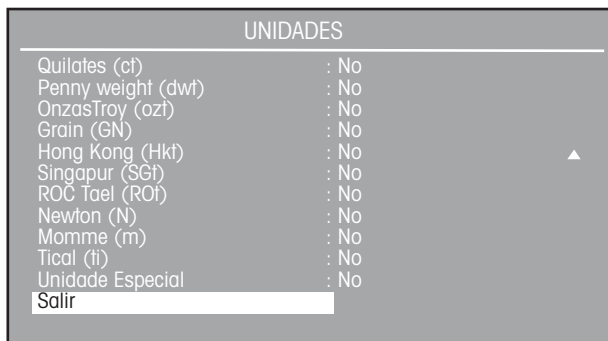 UNIDADES
Quilates (ct) : No
Penny weight (dwt) : No
OnzasTroy (ozt) : No
Grain (GN) : No
Hong Kong (Hkt) : No
Singapur (SGt) : No
ROC Tael (ROt) : No
Newton (N) : No
Momme (m) : No
Tical (ti) : No
Unidade Especial : No
Salir